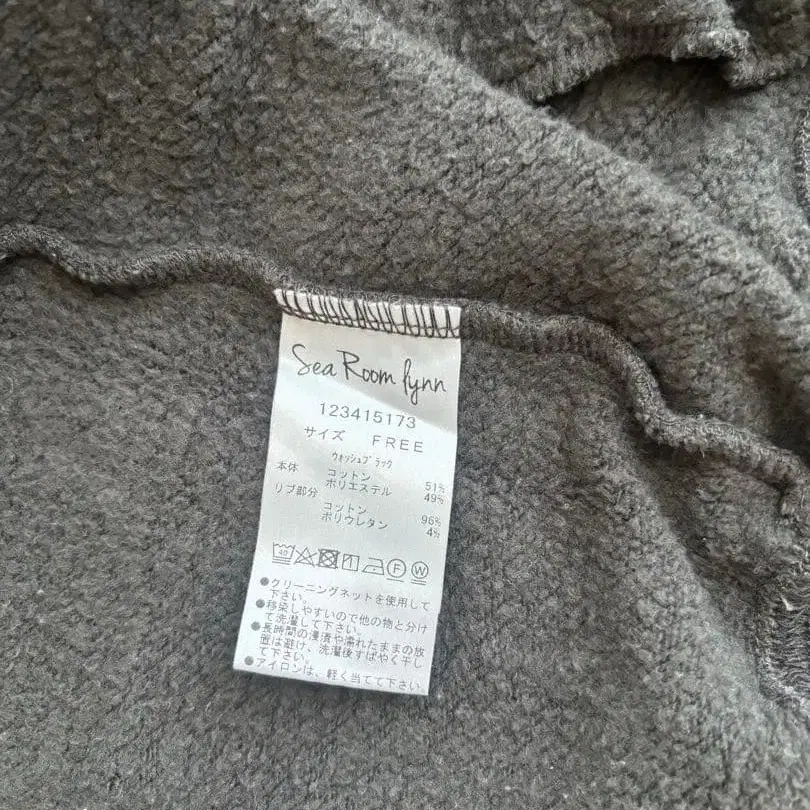 Sea Room lynn
123415173
サイズ FREE
ウォッシュブラック
本体 コットン 51%
ポリエステル 49%
リブ部分
コットン 96%
ポリウレタン 4%
40 F W
●クリーニングネットを使用して
下さい。
●移染しやすいので他の物と分け
て洗濯して下さい。
●長時間の浸漬や濡れたままの放
置は避け、洗濯後すばやく干し
て下さい。
●アイロンは、軽く当てて下さい。